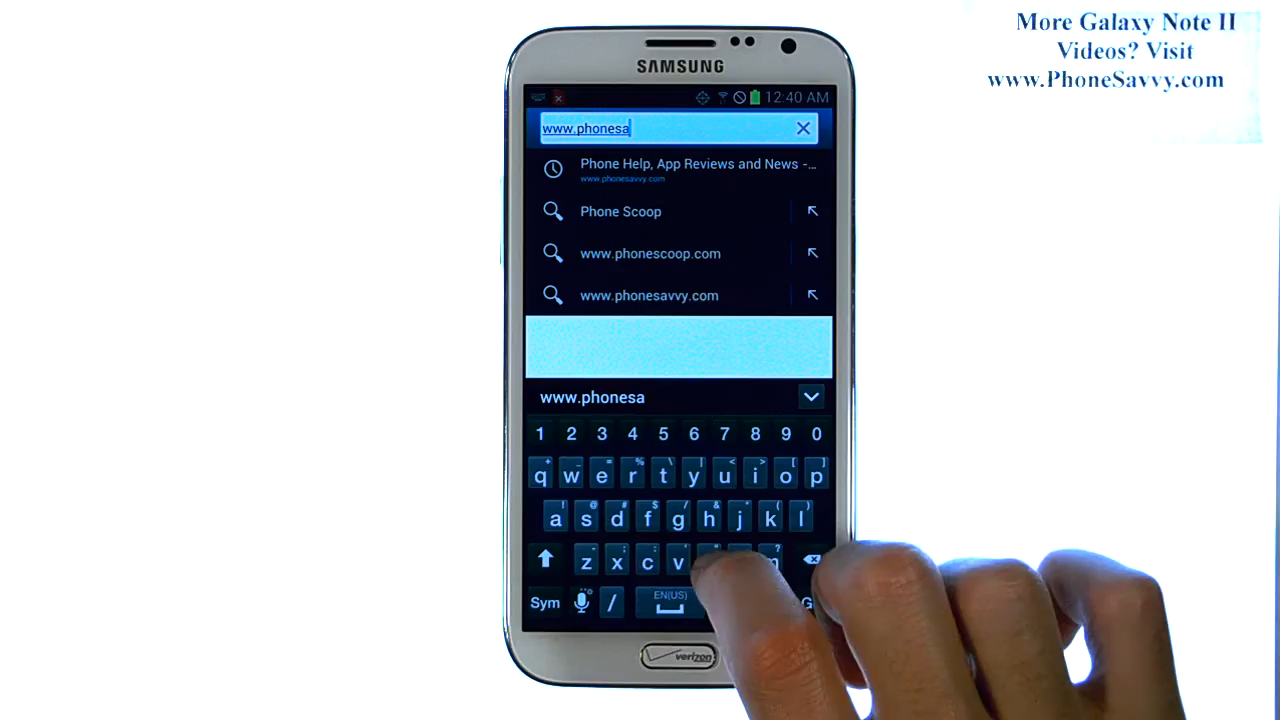 More Galaxy Note II
Videos? Visit
www.PhoneSavvy.com
SAMSUNG
12:40 AM
www.phonesa
Phone Help, App Reviews and News -...
www.phonesavvy.com
Phone Scoop
www.phonescoop.com
www.phonesavvy.com
www.phonesa
1 2 3 4 5 6 7 8 9 0
q w e r t y u i o p
a s d f g h j k l
z x c v m
Sym / EN(US) G
verizon